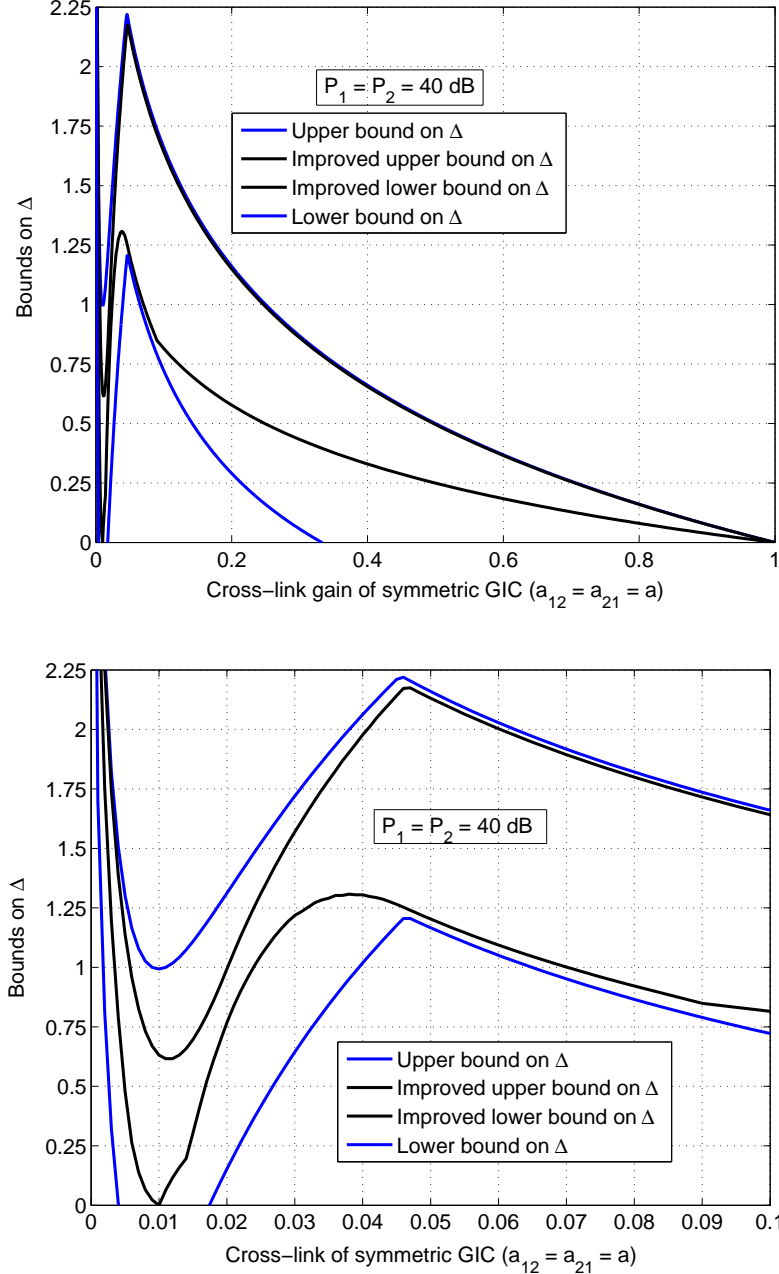 2.25
2
1.75
1.5
1.25
1
0.75
0.5
0.25
0
Bounds on Δ
P₁ = P₂ = 40 dB
Upper bound on Δ
Improved upper bound on Δ
Improved lower bound on Δ
Lower bound on Δ
0 0.2 0.4 0.6 0.8 1
Cross−link gain of symmetric GIC (a₁₂ = a₂₁ = a)
2.25
2
1.75
1.5
1.25
1
0.75
0.5
0.25
0
Bounds on Δ
P₁ = P₂ = 40 dB
Upper bound on Δ
Improved upper bound on Δ
Improved lower bound on Δ
Lower bound on Δ
0 0.01 0.02 0.03 0.04 0.05 0.06 0.07 0.08 0.09 0.1
Cross−link of symmetric GIC (a₁₂ = a₂₁ = a)